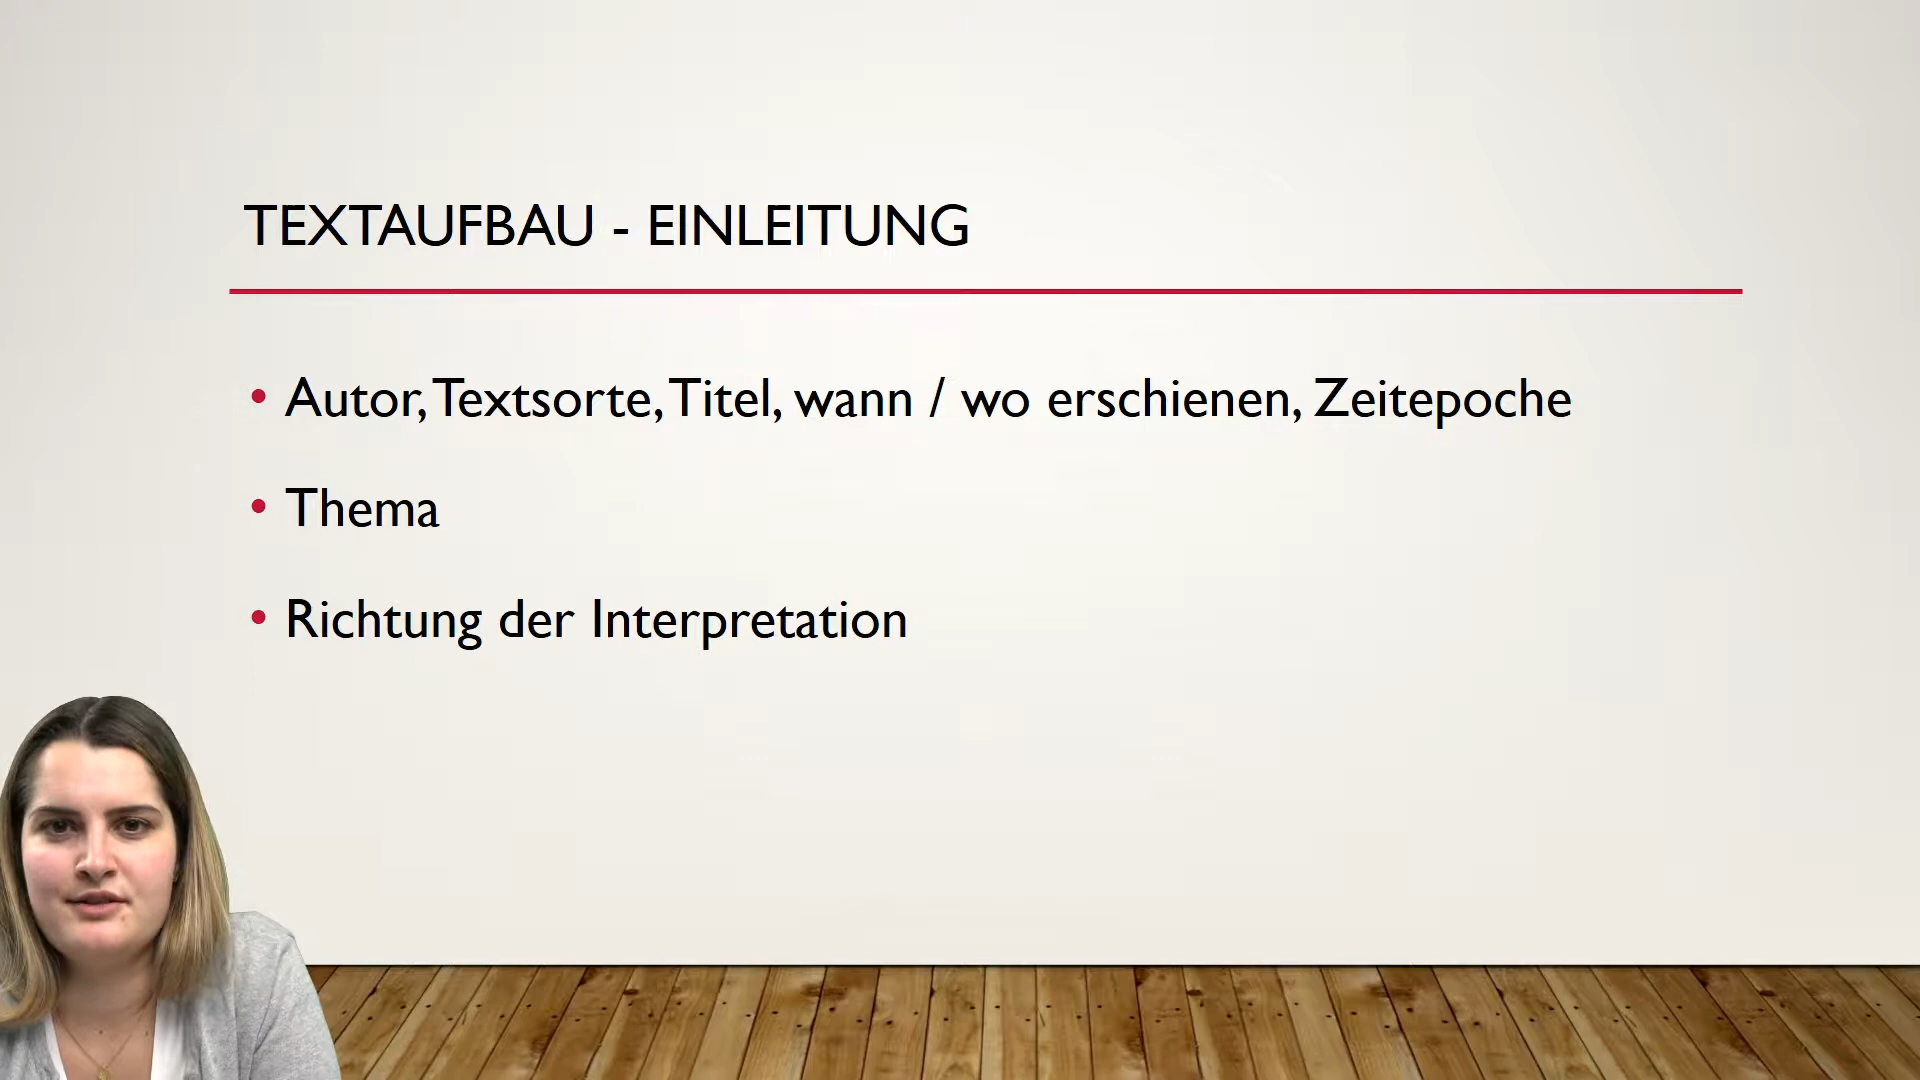 TEXTAUFBAU - EINLEITUNG
• Autor, Textsorte, Titel, wann / wo erschienen, Zeitepoche
• Thema
• Richtung der Interpretation